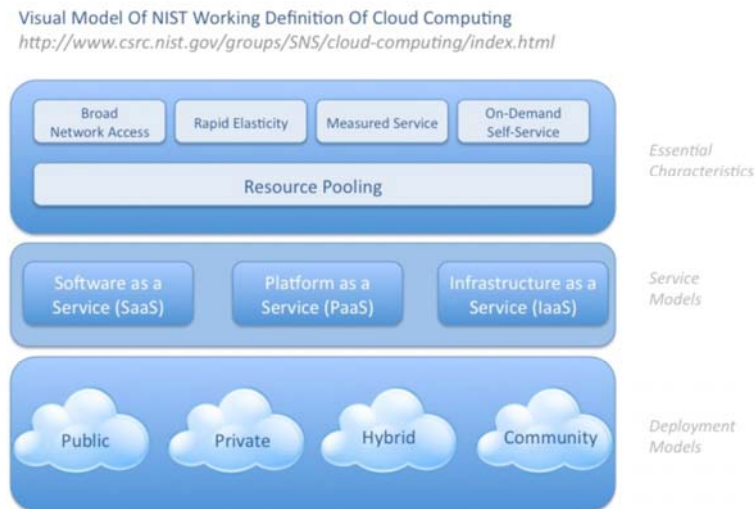 Visual Model Of NIST Working Definition Of Cloud Computing
http://www.csrc.nist.gov/groups/SNS/cloud-computing/index.html
Broad
Network Access
Rapid Elasticity
Measured Service
On-Demand
Self-Service
Resource Pooling
Essential
Characteristics
Software as a
Service (SaaS)
Platform as a
Service (PaaS)
Infrastructure as a
Service (IaaS)
Service
Models
Public
Private
Hybrid
Community
Deployment
Models